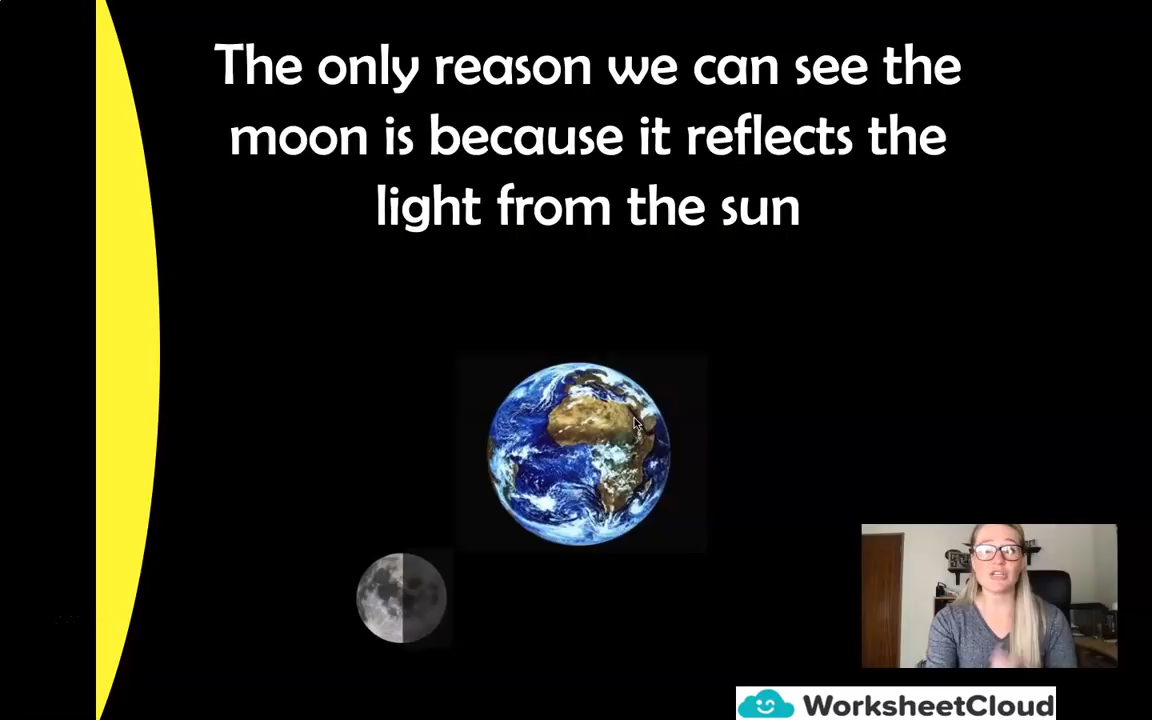 The only reason we can see the
moon is because it reflects the
light from the sun
WorksheetCloud